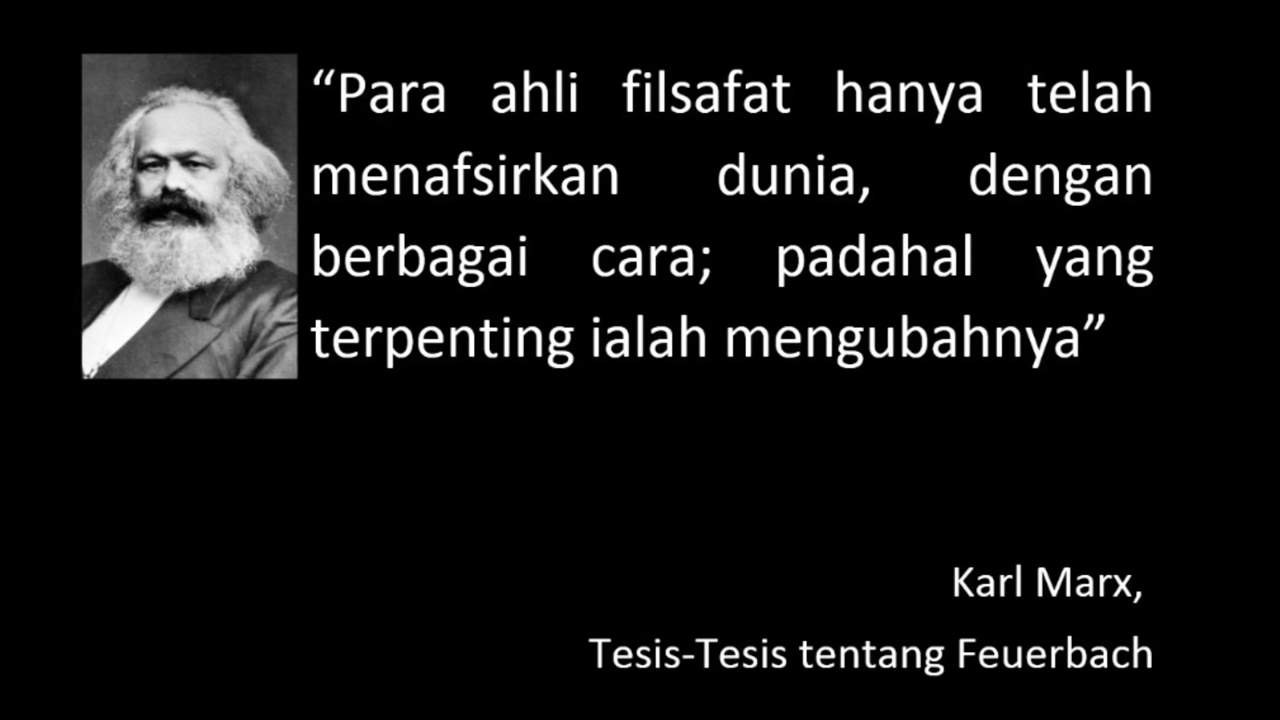 “Para ahli filsafat hanya telah
menafsirkan dunia, dengan
berbagai cara; padahal yang
terpenting ialah mengubahnya”
Karl Marx,
Tesis-Tesis tentang Feuerbach